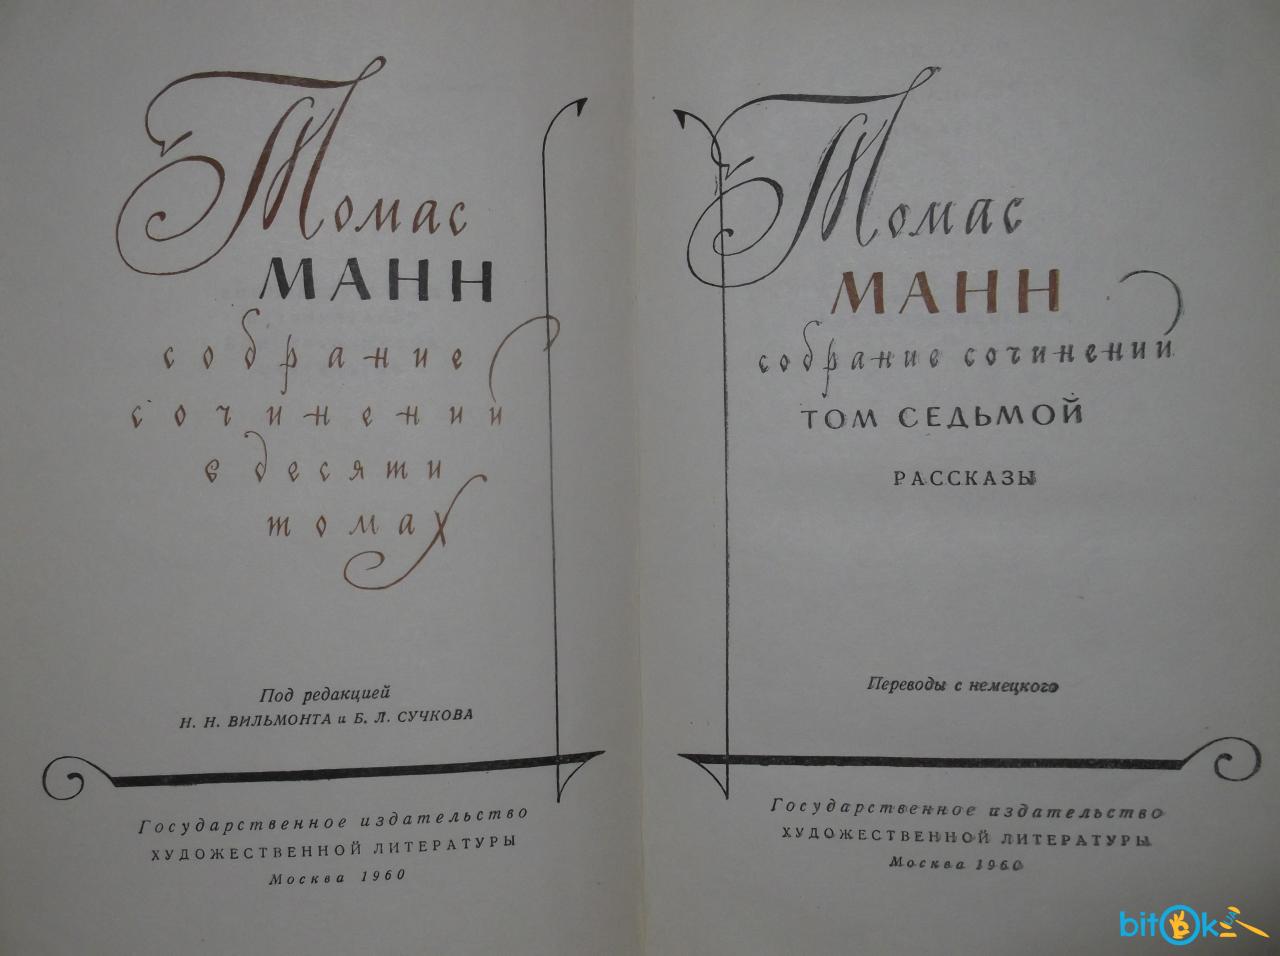 Томас
МАНН
собрание
сочинений
в десяти
томах
Под редакцией
Н. Н. ВИЛЬМОНТА и Б. Л. СУЧКОВА
Государственное издательство
ХУДОЖЕСТВЕННОЙ ЛИТЕРАТУРЫ
Москва 1960
Томас
МАНН
собрание сочинений
ТОМ СЕДЬМОЙ
РАССКАЗЫ
Переводы с немецкого
Государственное издательство
ХУДОЖЕСТВЕННОЙ ЛИТЕРАТУРЫ
Москва 1960
bitOk